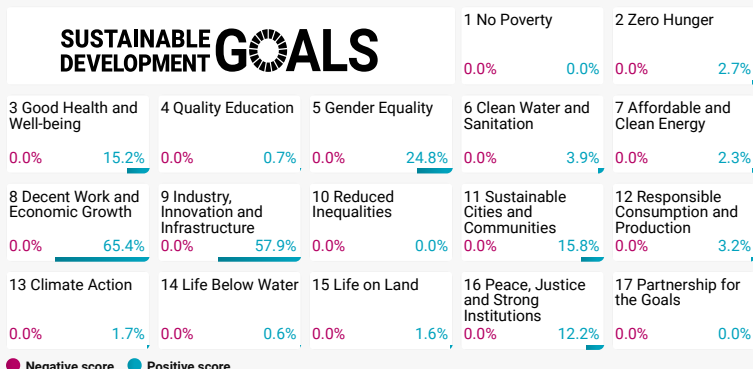 SUSTAINABLE
DEVELOPMENT
GOALS
1 No Poverty
0.0% 0.0%
2 Zero Hunger
0.0% 2.7%
3 Good Health and
Well-being
0.0% 15.2%
4 Quality Education
0.0% 0.7%
5 Gender Equality
0.0% 24.8%
6 Clean Water and
Sanitation
0.0% 3.9%
7 Affordable and
Clean Energy
0.0% 2.3%
8 Decent Work and
Economic Growth
0.0% 65.4%
9 Industry,
Innovation and
Infrastructure
0.0% 57.9%
10 Reduced
Inequalities
0.0% 0.0%
11 Sustainable
Cities and
Communities
0.0% 15.8%
12 Responsible
Consumption and
Production
0.0% 3.2%
13 Climate Action
0.0% 1.7%
14 Life Below Water
0.0% 0.6%
15 Life on Land
0.0% 1.6%
16 Peace, Justice
and Strong
Institutions
0.0% 12.2%
17 Partnership for
the Goals
0.0% 0.0%
Negative score Positive score